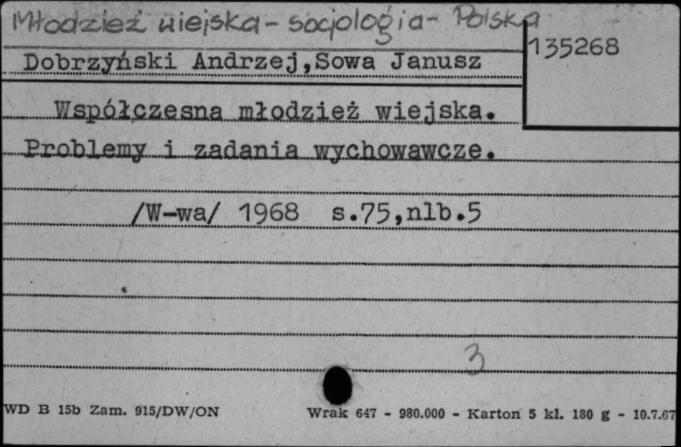 Młodzież wiejska - socjologia - Polska
135268
Dobrzyński Andrzej,Sowa Janusz
Współczesna młodzież wiejska.
Problemy i zadania wychowawcze.
/W-wa/ 1968 s.75,nlb.5
3
WD B 15b Zam. 915/DW/ON Wrak 647 - 980.000 - Karton 5 kl. 180 g - 10.7.67